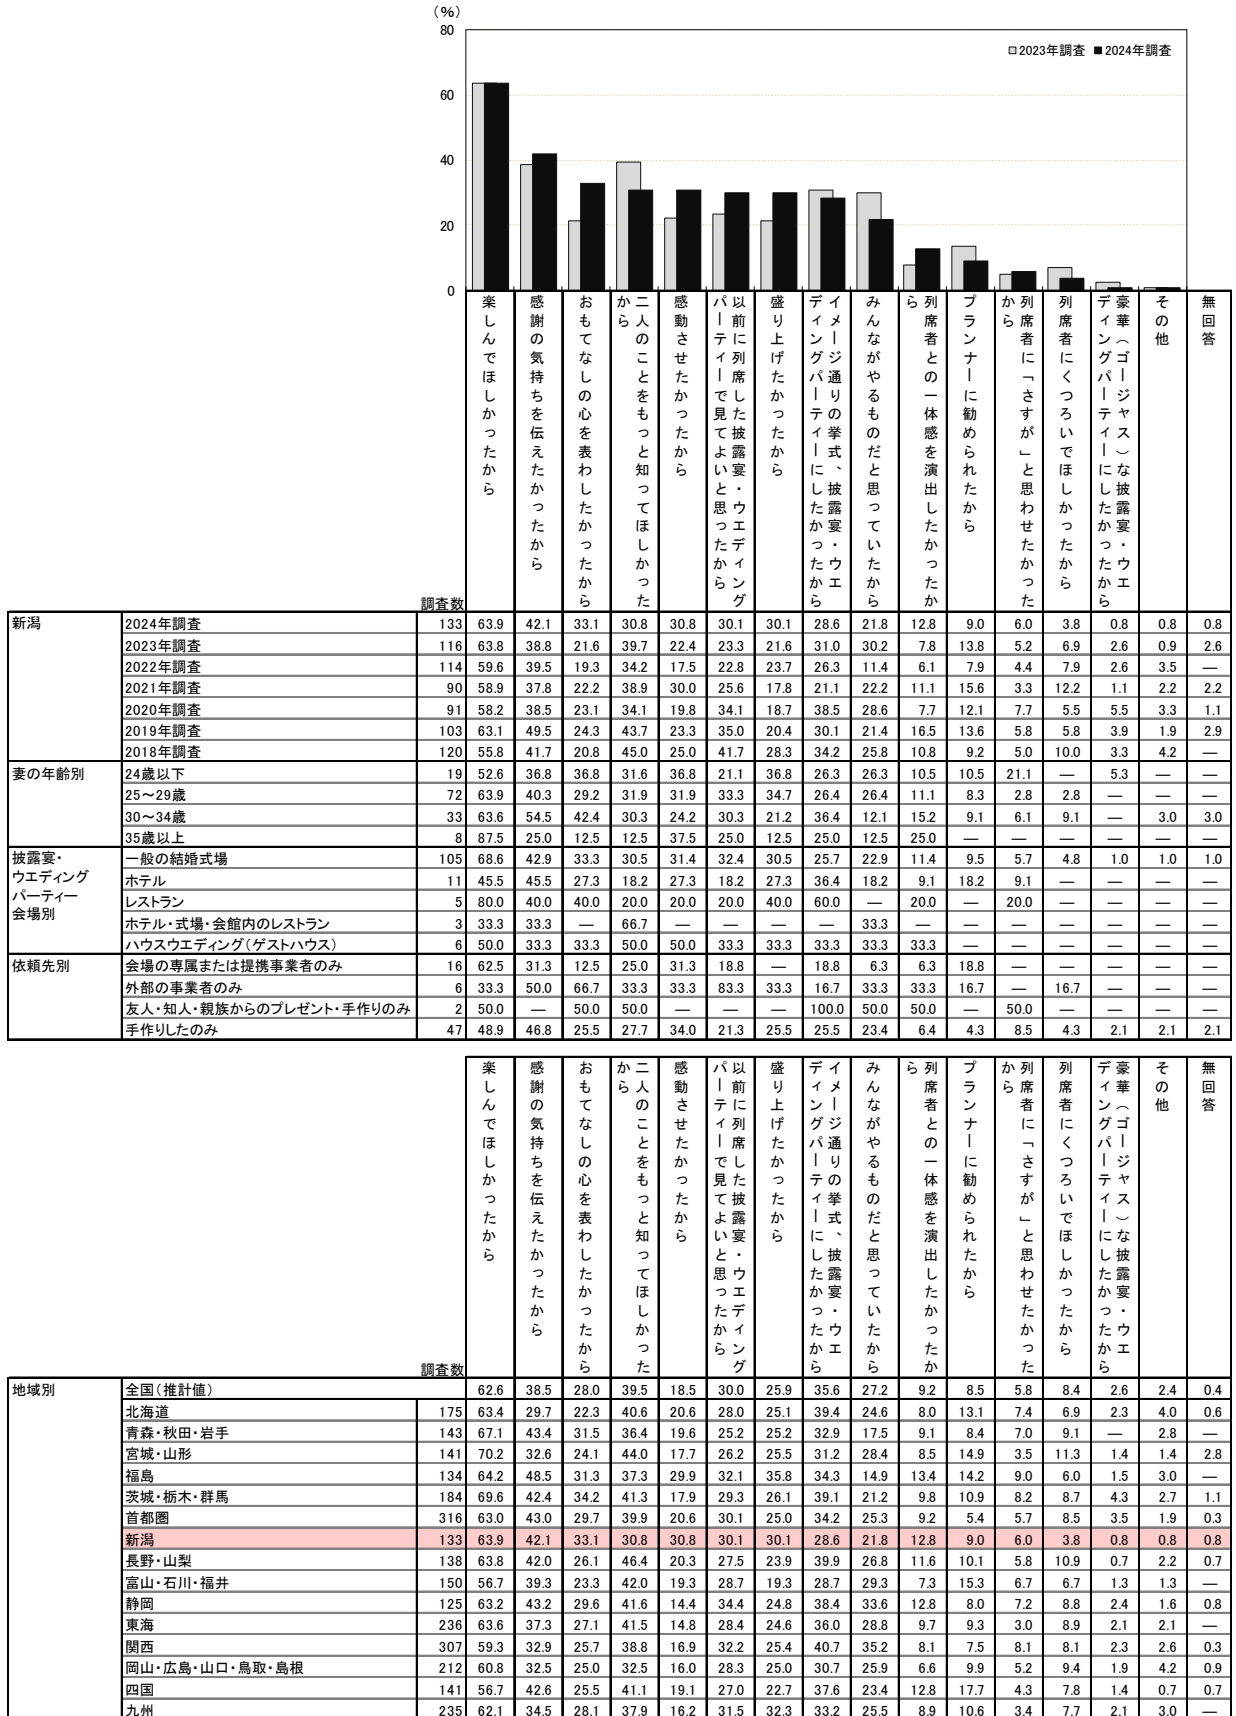 (%)
80
□2023年調査 ■2024年調査
60
40
20
0
楽しんでほしかったから
感謝の気持ちを伝えたかったから
おもてなしの心を表わしたかったから
二人のことをもっと知ってほしかった
から
感動させたかったから
以前に列席した披露宴・ウエディング
パーティーで見てよいと思ったから
盛り上げたかったから
イメージ通りの挙式、披露宴・ウエ
ディングパーティーにしたかったから
みんながやるものだと思っていたから
列席者との一体感を演出したかったか
ら
プランナーに勧められたから
列席者に「さすが」と思わせたかった
から
列席者にくつろいでほしかったから
豪華(ゴージャス)な披露宴・ウエ
ディングパーティーにしたかったから
その他
無回答
調査数
新潟 2024年調査 133 63.9 42.1 33.1 30.8 30.8 30.1 30.1 28.6 21.8 12.8 9.0 6.0 3.8 0.8 0.8 0.8
2023年調査 116 63.8 38.8 21.6 39.7 22.4 23.3 21.6 31.0 30.2 7.8 13.8 5.2 6.9 2.6 0.9 2.6
2022年調査 114 59.6 39.5 19.3 34.2 17.5 22.8 23.7 26.3 11.4 6.1 7.9 4.4 7.9 2.6 3.5 —
2021年調査 90 58.9 37.8 22.2 38.9 30.0 25.6 17.8 21.1 22.2 11.1 15.6 3.3 12.2 1.1 2.2 2.2
2020年調査 91 58.2 38.5 23.1 34.1 19.8 34.1 18.7 38.5 28.6 7.7 12.1 7.7 5.5 5.5 3.3 1.1
2019年調査 103 63.1 49.5 24.3 43.7 23.3 35.0 20.4 30.1 21.4 16.5 13.6 5.8 5.8 3.9 1.9 2.9
2018年調査 120 55.8 41.7 20.8 45.0 25.0 41.7 28.3 34.2 25.8 10.8 9.2 5.0 10.0 3.3 4.2 —
妻の年齢別 24歳以下 19 52.6 36.8 36.8 31.6 36.8 21.1 36.8 26.3 26.3 10.5 10.5 21.1 — 5.3 — —
25～29歳 72 63.9 40.3 29.2 31.9 31.9 33.3 34.7 26.4 26.4 11.1 8.3 2.8 2.8 — — —
30～34歳 33 63.6 54.5 42.4 30.3 24.2 30.3 21.2 36.4 12.1 15.2 9.1 6.1 9.1 — 3.0 3.0
35歳以上 8 87.5 25.0 12.5 12.5 37.5 25.0 12.5 25.0 12.5 25.0 — — — — — —
披露宴・
ウエディング
パーティー
会場別
一般の結婚式場 105 68.6 42.9 33.3 30.5 31.4 32.4 30.5 25.7 22.9 11.4 9.5 5.7 4.8 1.0 1.0 1.0
ホテル 11 45.5 45.5 27.3 18.2 27.3 18.2 27.3 36.4 18.2 9.1 18.2 9.1 — — — —
レストラン 5 80.0 40.0 40.0 20.0 20.0 20.0 40.0 60.0 — 20.0 — 20.0 — — — —
ホテル・式場・会館内のレストラン 3 33.3 33.3 — 66.7 — — — — 33.3 — — — — — — —
ハウスウエディング(ゲストハウス) 6 50.0 33.3 33.3 50.0 50.0 33.3 33.3 33.3 33.3 33.3 — — — — — —
依頼先別 会場の専属または提携事業者のみ 16 62.5 31.3 12.5 25.0 31.3 18.8 — 18.8 6.3 6.3 18.8 — — — — —
外部の事業者のみ 6 33.3 50.0 66.7 33.3 33.3 83.3 33.3 16.7 33.3 33.3 16.7 — 16.7 — — —
友人・知人・親族からのプレゼント・手作りのみ 2 50.0 — 50.0 50.0 — — — 100.0 50.0 50.0 — 50.0 — — — —
手作りしたのみ 47 48.9 46.8 25.5 27.7 34.0 21.3 25.5 25.5 23.4 6.4 4.3 8.5 4.3 2.1 2.1 2.1
楽しんでほしかったから
感謝の気持ちを伝えたかったから
おもてなしの心を表わしたかったから
二人のことをもっと知ってほしかった
から
感動させたかったから
以前に列席した披露宴・ウエディング
パーティーで見てよいと思ったから
盛り上げたかったから
イメージ通りの挙式、披露宴・ウエ
ディングパーティーにしたかったから
みんながやるものだと思っていたから
列席者との一体感を演出したかったか
ら
プランナーに勧められたから
列席者に「さすが」と思わせたかった
から
列席者にくつろいでほしかったから
豪華(ゴージャス)な披露宴・ウエ
ディングパーティーにしたかったから
その他
無回答
調査数
地域別 全国(推計値) 62.6 38.5 28.0 39.5 18.5 30.0 25.9 35.6 27.2 9.2 8.5 5.8 8.4 2.6 2.4 0.4
北海道 175 63.4 29.7 22.3 40.6 20.6 28.0 25.1 39.4 24.6 8.0 13.1 7.4 6.9 2.3 4.0 0.6
青森・秋田・岩手 143 67.1 43.4 31.5 36.4 19.6 25.2 25.2 32.9 17.5 9.1 8.4 7.0 9.1 — 2.8 —
宮城・山形 141 70.2 32.6 24.1 44.0 17.7 26.2 25.5 31.2 28.4 8.5 14.9 3.5 11.3 1.4 1.4 2.8
福島 134 64.2 48.5 31.3 37.3 29.9 32.1 35.8 34.3 14.9 13.4 14.2 9.0 6.0 1.5 3.0 —
茨城・栃木・群馬 184 69.6 42.4 34.2 41.3 17.9 29.3 26.1 39.1 21.2 9.8 10.9 8.2 8.7 4.3 2.7 1.1
首都圏 316 63.0 43.0 29.7 39.9 20.6 30.1 25.0 34.2 25.3 9.2 5.4 5.7 8.5 3.5 1.9 0.3
新潟 133 63.9 42.1 33.1 30.8 30.8 30.1 30.1 28.6 21.8 12.8 9.0 6.0 3.8 0.8 0.8 0.8
長野・山梨 138 63.8 42.0 26.1 46.4 20.3 27.5 23.9 39.9 26.8 11.6 10.1 5.8 10.9 0.7 2.2 0.7
富山・石川・福井 150 56.7 39.3 23.3 42.0 19.3 28.7 19.3 28.7 29.3 7.3 15.3 6.7 6.7 1.3 1.3 —
静岡 125 63.2 43.2 29.6 41.6 14.4 34.4 24.8 38.4 33.6 12.8 8.0 7.2 8.8 2.4 1.6 0.8
東海 236 63.6 37.3 27.1 41.5 14.8 28.4 24.6 36.0 28.8 9.7 9.3 3.0 8.9 2.1 2.1 —
関西 307 59.3 32.9 25.7 38.8 16.9 32.2 25.4 40.7 35.2 8.1 7.5 8.1 8.1 2.3 2.6 0.3
岡山・広島・山口・鳥取・島根 212 60.8 32.5 25.0 32.5 16.0 28.3 25.0 30.7 25.9 6.6 9.9 5.2 9.4 1.9 4.2 0.9
四国 141 56.7 42.6 25.5 41.1 19.1 27.0 22.7 37.6 23.4 12.8 17.7 4.3 7.8 1.4 0.7 0.7
九州 235 62.1 34.5 28.1 37.9 16.2 31.5 32.3 33.2 25.5 8.9 10.6 3.4 7.7 2.1 3.0 —